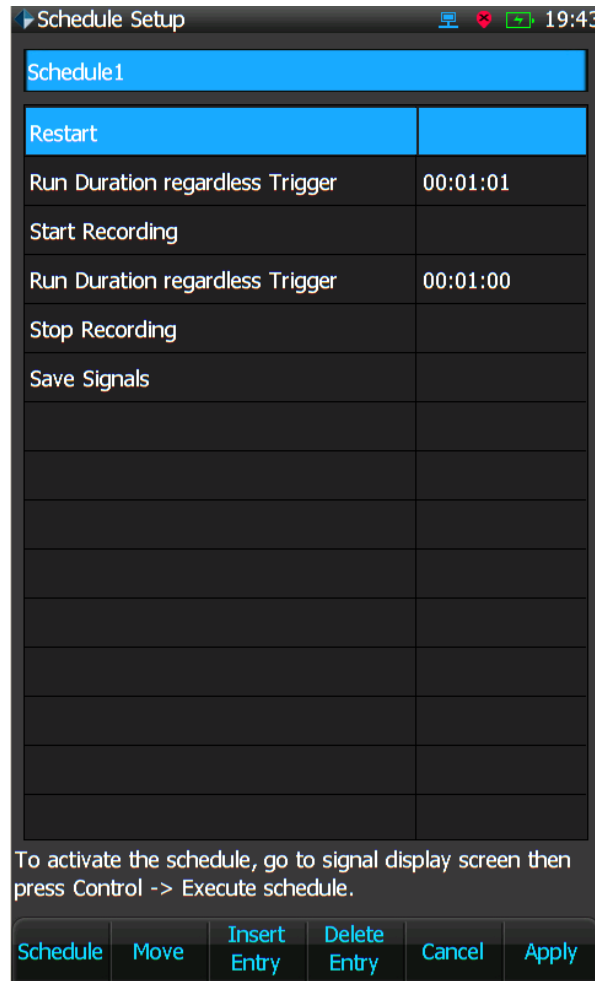 Schedule Setup 19:43
Schedule1
Restart
Run Duration regardless Trigger 00:01:01
Start Recording
Run Duration regardless Trigger 00:01:00
Stop Recording
Save Signals
To activate the schedule, go to signal display screen then
press Control -> Execute schedule.
Schedule Move Insert Entry Delete Entry Cancel Apply